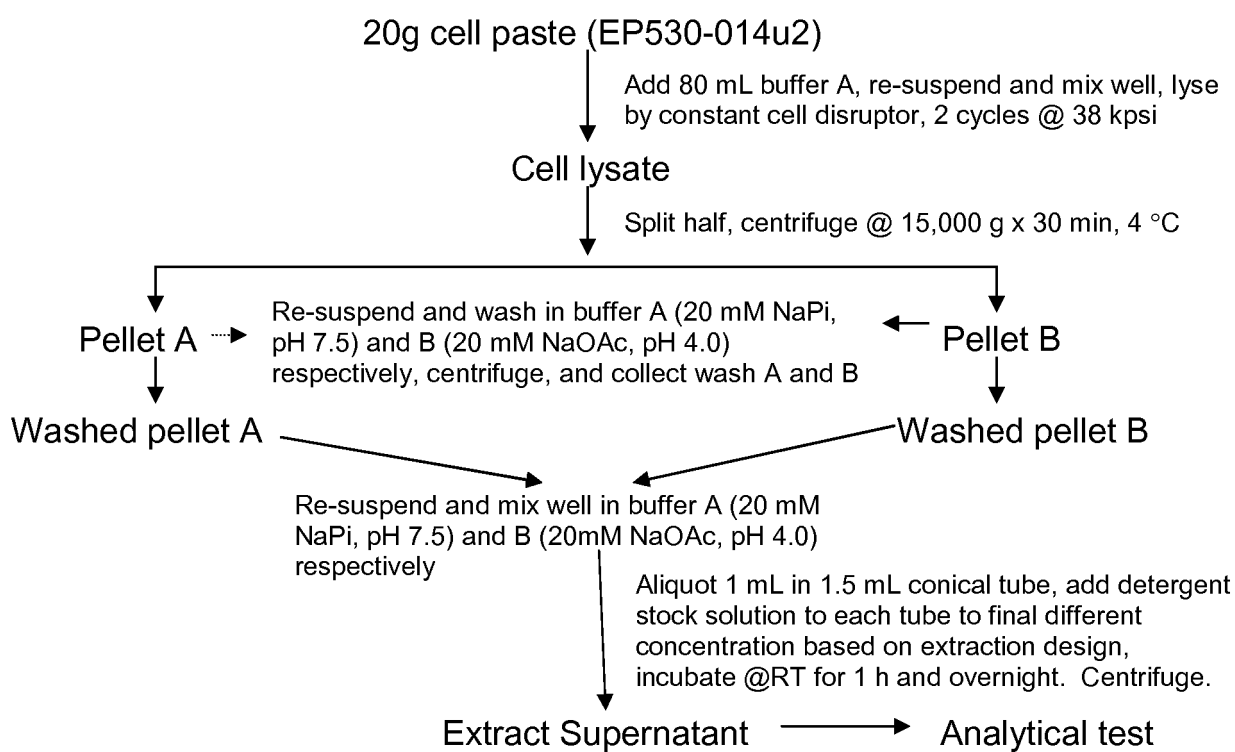 20g cell paste (EP530-014u2)
Add 80 mL buffer A, re-suspend and mix well, lyse
by constant cell disruptor, 2 cycles @ 38 kpsi
Cell lysate
Split half, centrifuge @ 15,000 g x 30 min, 4 °C
Pellet A
Re-suspend and wash in buffer A (20 mM NaPi,
pH 7.5) and B (20 mM NaOAc, pH 4.0)
respectively, centrifuge, and collect wash A and B
Pellet B
Washed pellet A
Washed pellet B
Re-suspend and mix well in buffer A (20 mM
NaPi, pH 7.5) and B (20mM NaOAc, pH 4.0)
respectively
Aliquot 1 mL in 1.5 mL conical tube, add detergent
stock solution to each tube to final different
concentration based on extraction design,
incubate @RT for 1 h and overnight.  Centrifuge.
Extract Supernatant
Analytical test